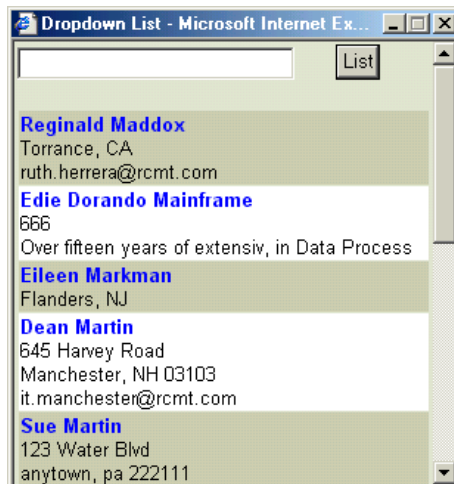 Dropdown List - Microsoft Internet Ex...
List
Reginald Maddox
Torrance, CA
ruth.herrera@rcmt.com
Edie Dorando Mainframe
666
Over fifteen years of extensiv, in Data Process
Eileen Markman
Flanders, NJ
Dean Martin
645 Harvey Road
Manchester, NH 03103
it.manchester@rcmt.com
Sue Martin
123 Water Blvd
anytown, pa 222111